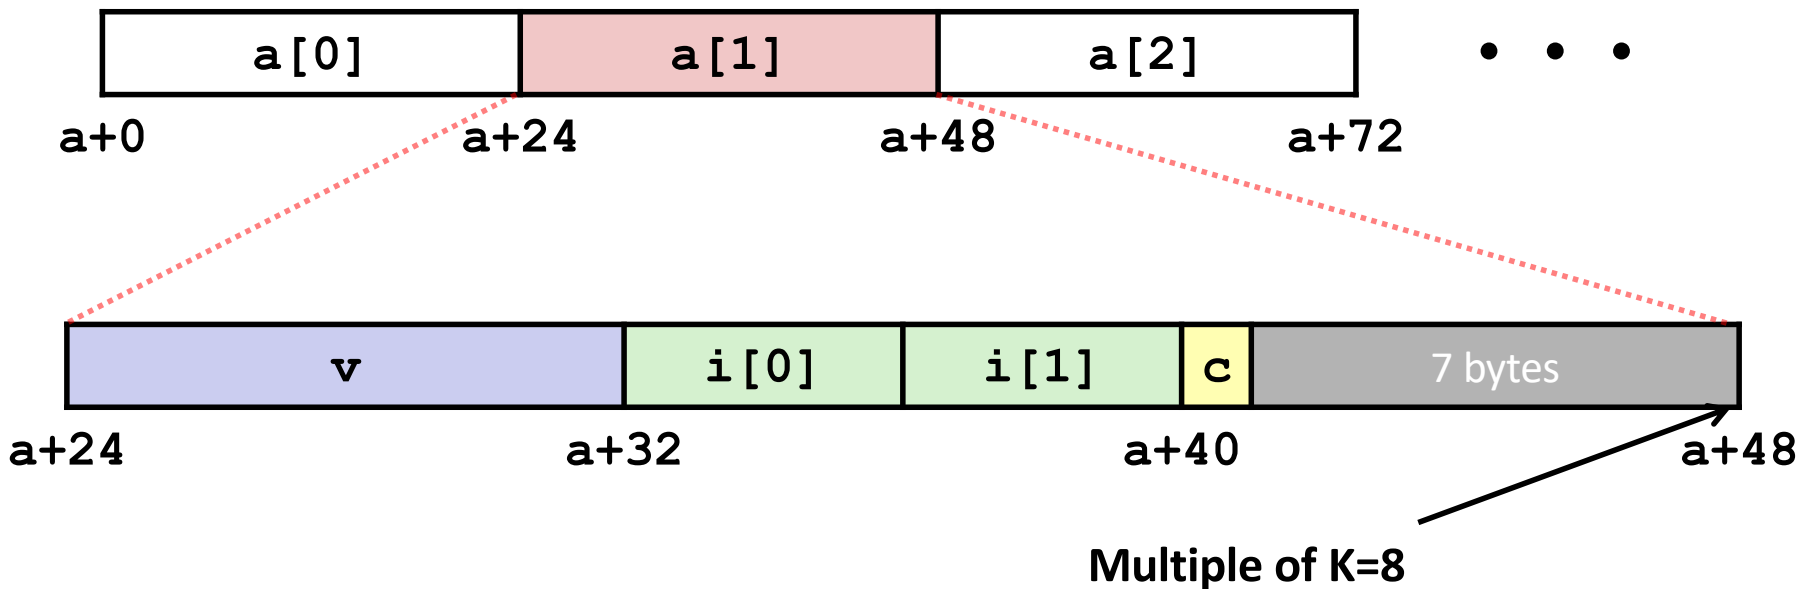 a[0] a[1] a[2] • • •
a+0 a+24 a+48 a+72
v i[0] i[1] c 7 bytes
a+24 a+32 a+40 a+48
Multiple of K=8